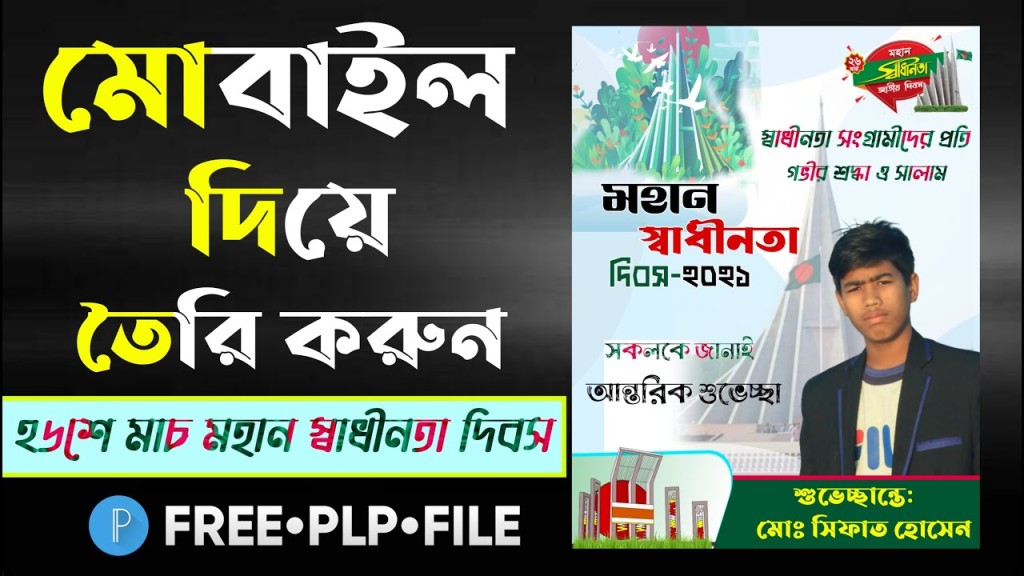 মোবাইল
দিয়ে
তৈরি করুন
২৬শে মাচ মহান স্বাধীনতা দিবস
P
FREE•PLP•FILE
২৬
মহান
স্বাধীনতা
জাতীয় দিবস
স্বাধীনতা সংগ্রামীদের প্রতি
গভীর শ্রদ্ধা ও সালাম
মহান
স্বাধীনতা
দিবস-২০২১
সকলকে জানাই
আন্তরিক শুভেচ্ছা
শুভেচ্ছান্তে:
মোঃ সিফাত হোসেন